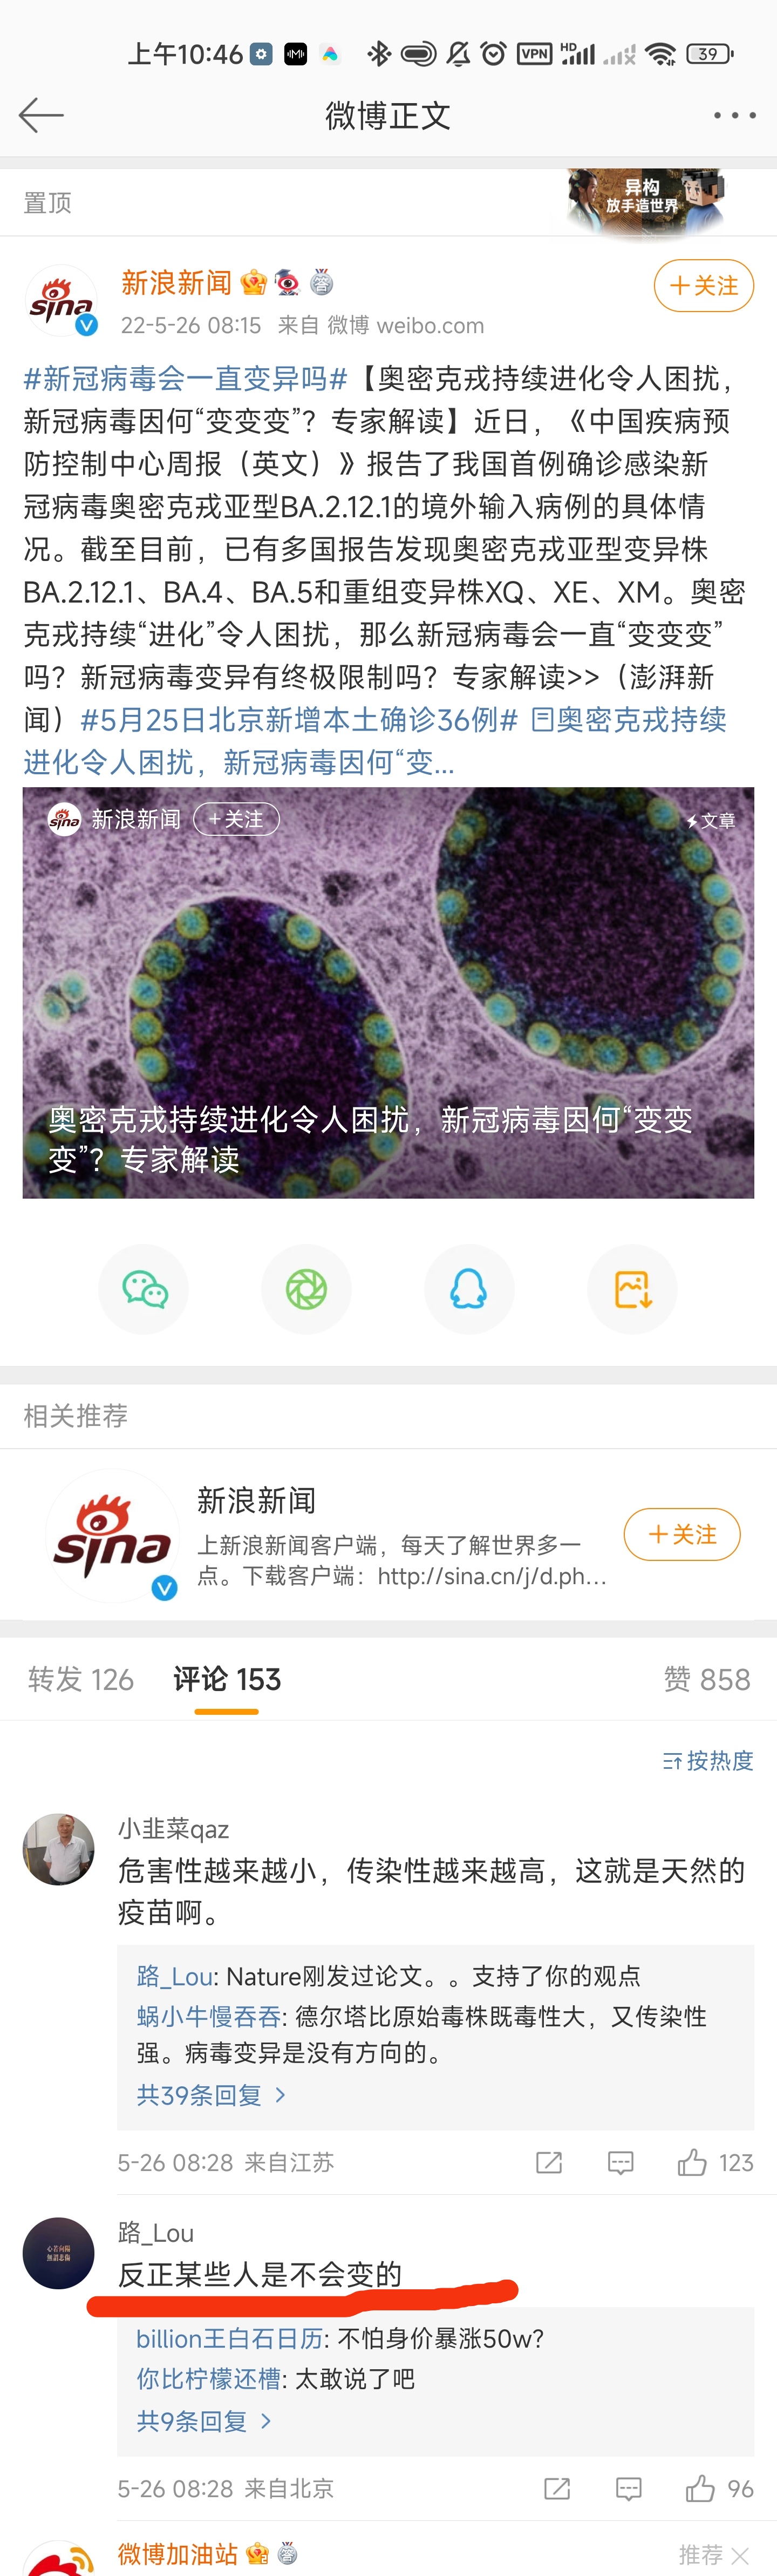 上午10:46
VPN
HD
39
微博正文
置顶
异构
放手造世界
sina
新浪新闻
22-5-26 08:15 来自 微博 weibo.com
+关注
#新冠病毒会一直变异吗#【奥密克戎持续进化令人困扰，
新冠病毒因何“变变变”？专家解读】近日，《中国疾病预
防控制中心周报（英文）》报告了我国首例确诊感染新
冠病毒奥密克戎亚型BA.2.12.1的境外输入病例的具体情
况。截至目前，已有多国报告发现奥密克戎亚型变异株
BA.2.12.1、BA.4、BA.5和重组变异株XQ、XE、XM。奥密
克戎持续“进化”令人困扰，那么新冠病毒会一直“变变变”
吗？新冠病毒变异有终极限制吗？专家解读>>（澎湃新
闻）#5月25日北京新增本土确诊36例# 奥密克戎持续
进化令人困扰，新冠病毒因何“变...
sina 新浪新闻 +关注 文章
奥密克戎持续进化令人困扰，新冠病毒因何“变变
变”？专家解读
相关推荐
sina
新浪新闻
上新浪新闻客户端，每天了解世界多一
点。下载客户端：http://sina.cn/j/d.ph...
+关注
转发 126 评论 153 赞 858
按热度
小韭菜qaz
危害性越来越小，传染性越来越高，这就是天然的
疫苗啊。
路_Lou: Nature刚发过论文。。支持了你的观点
蜗小牛慢吞吞: 德尔塔比原始毒株既毒性大，又传染性
强。病毒变异是没有方向的。
共39条回复 >
5-26 08:28 来自江苏 123
路_Lou
反正某些人是不会变的
billion王白石日历: 不怕身价暴涨50w?
你比柠檬还槽: 太敢说了吧
共9条回复 >
5-26 08:28 来自北京 96
微博加油站
推荐